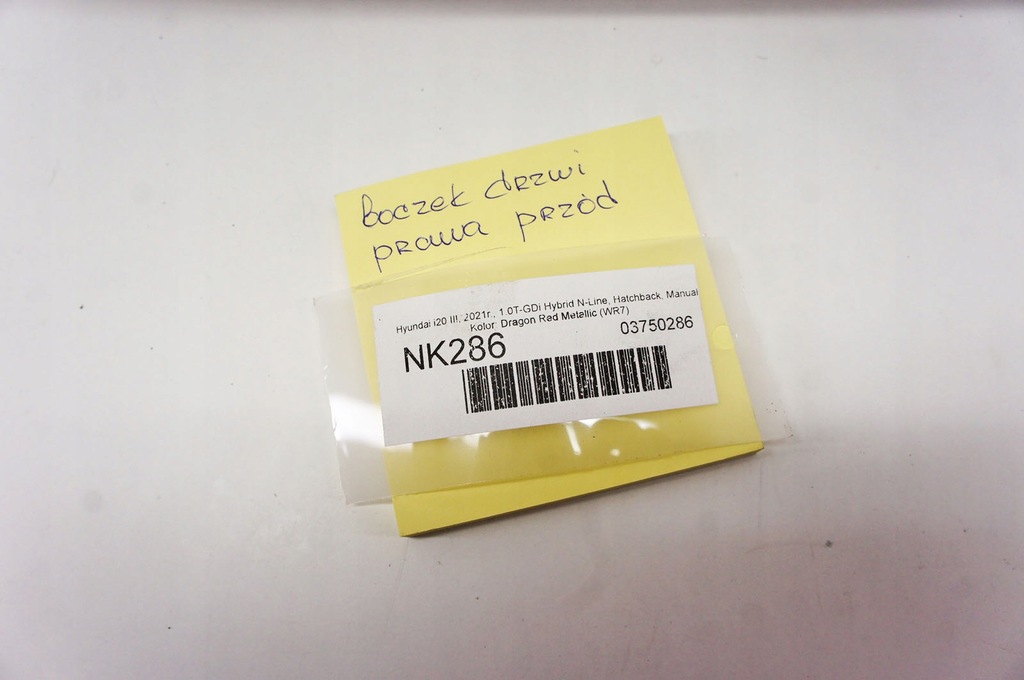 boczek drzwi
prawa przód
Hyundai i20 III, 2021r., 1.0T-GDi Hybrid N-Line, Hatchback, Manual
Kolor: Dragon Red Metallic (WR7)
03750286
NK286